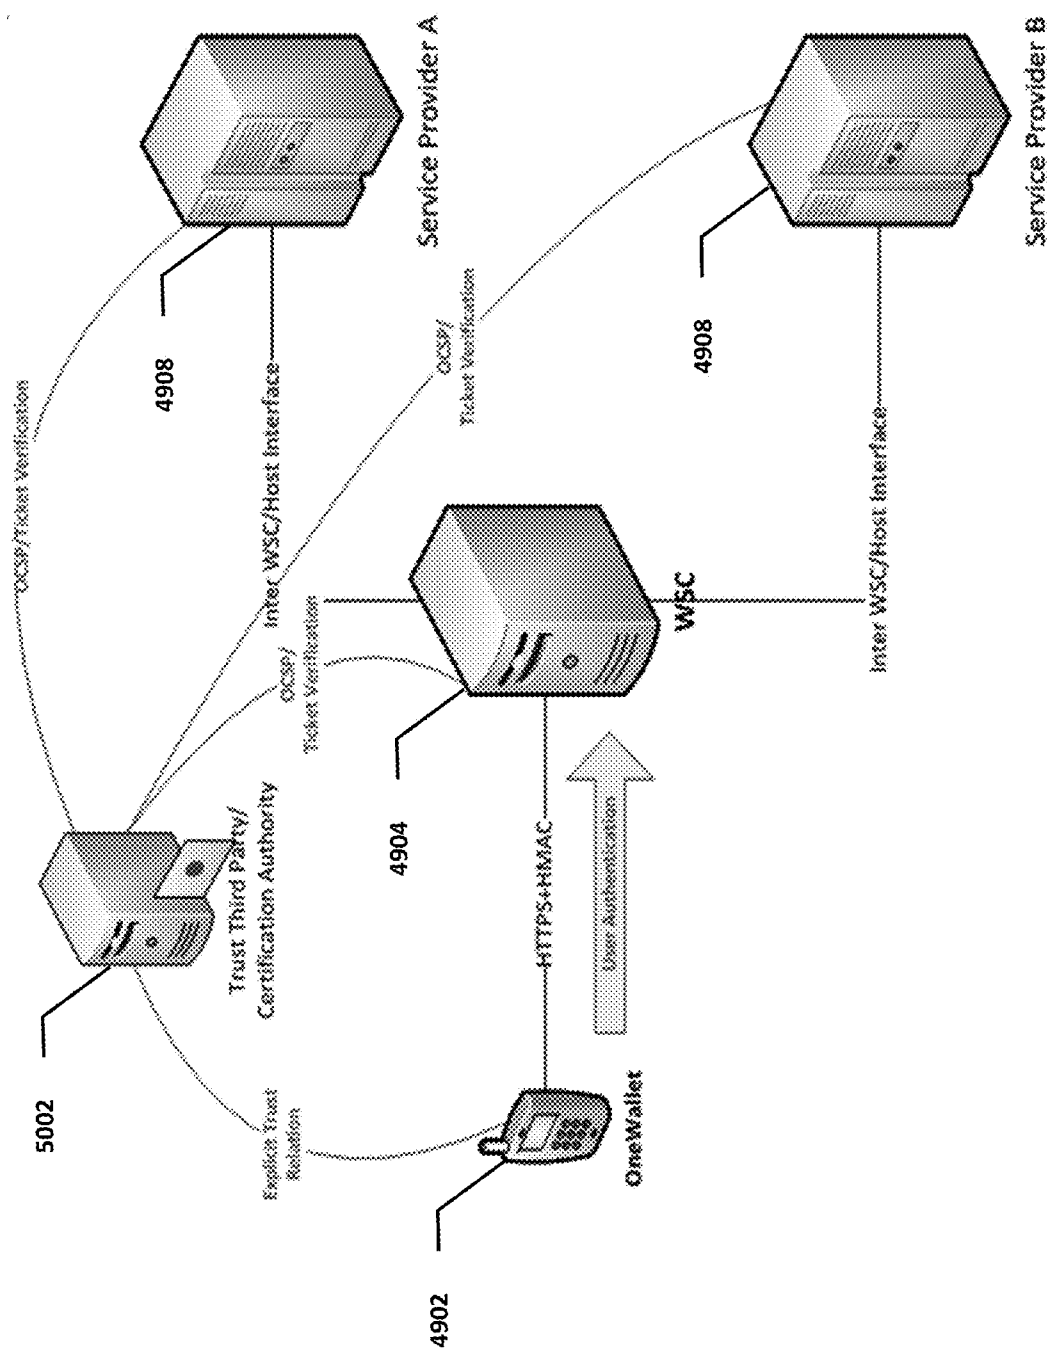 5002
Trust Third Party/
Certification Authority
OCSP/Ticket Verification
4908
Service Provider A
Explicit Trust
Relation
OCSP/
Ticket Verification
Inter WSC/Host Interface
OCSP/
Ticket Verification
4902
OneWallet
HTTPS+HMAC
User Authentication
4904
WSC
4908
Service Provider B
Inter WSC/Host Interface